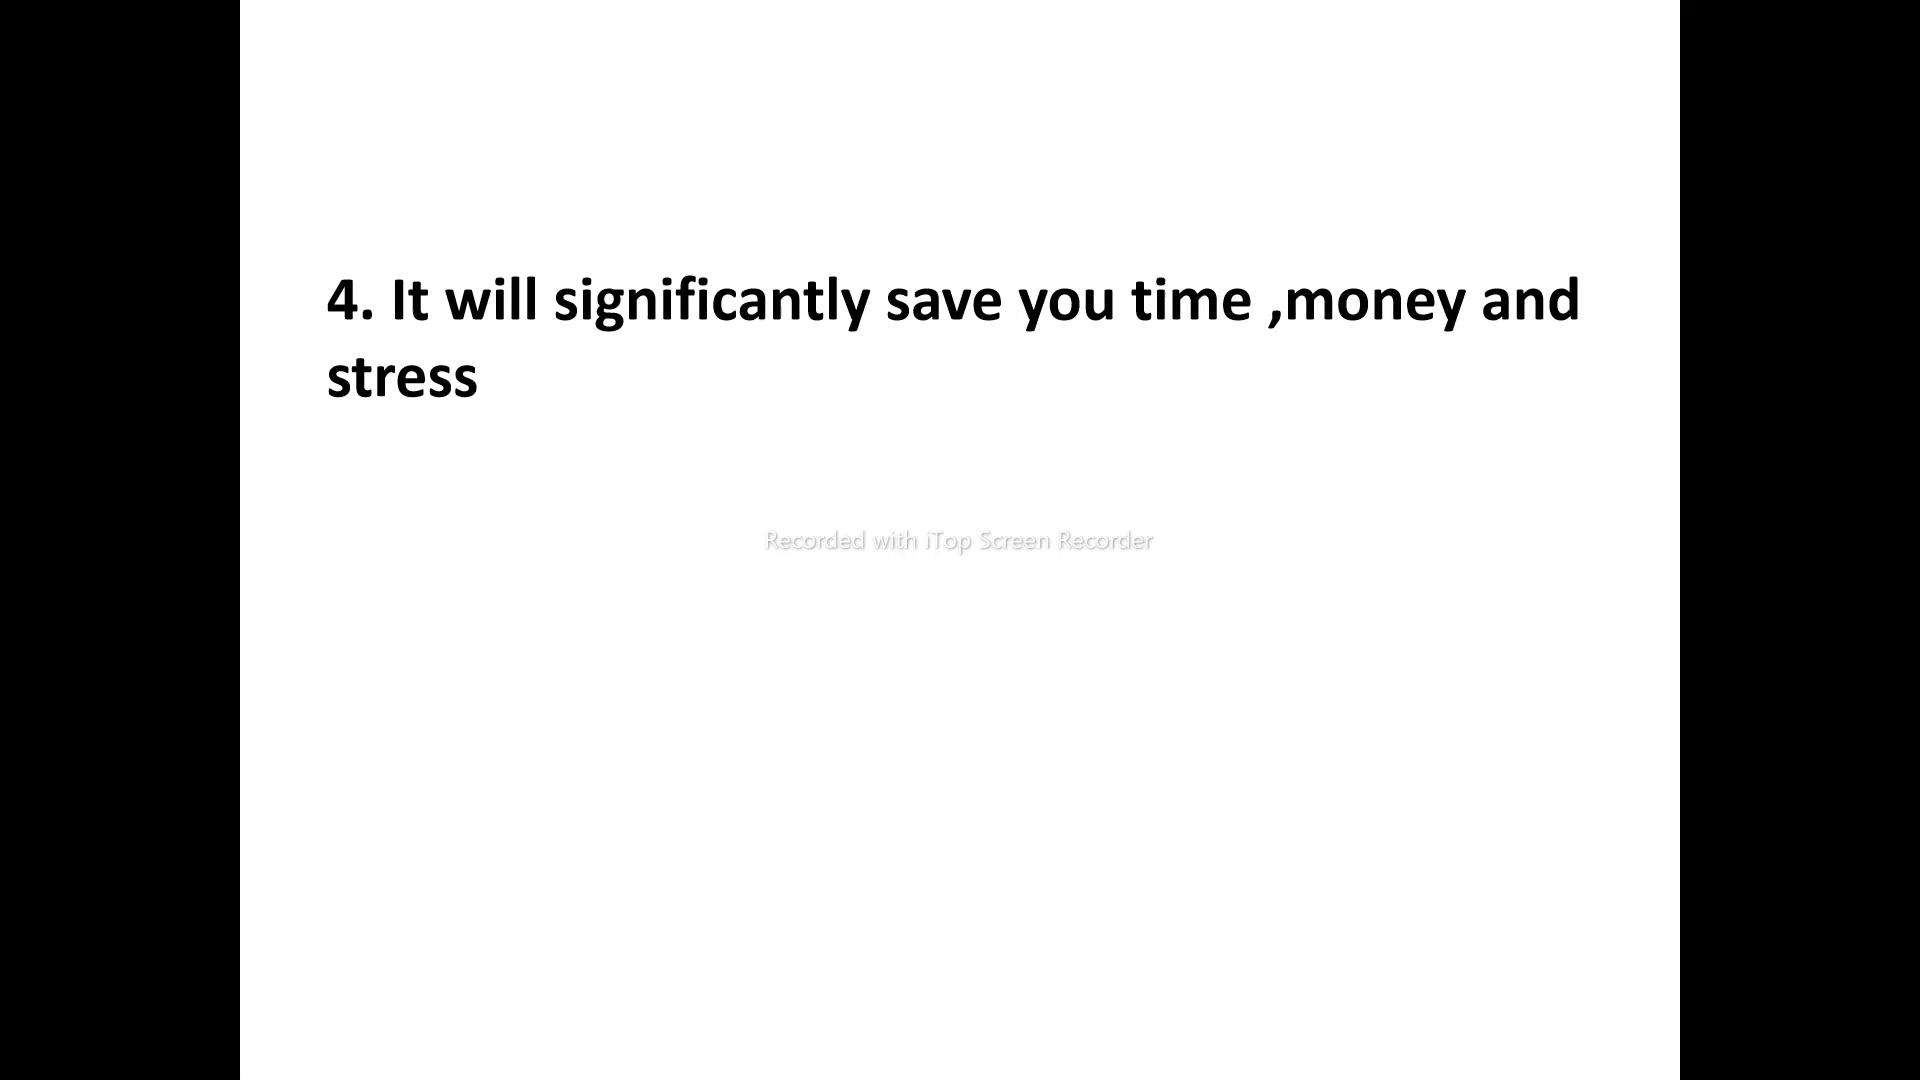 4. It will significantly save you time ,money and
stress
Recorded with iTop Screen Recorder